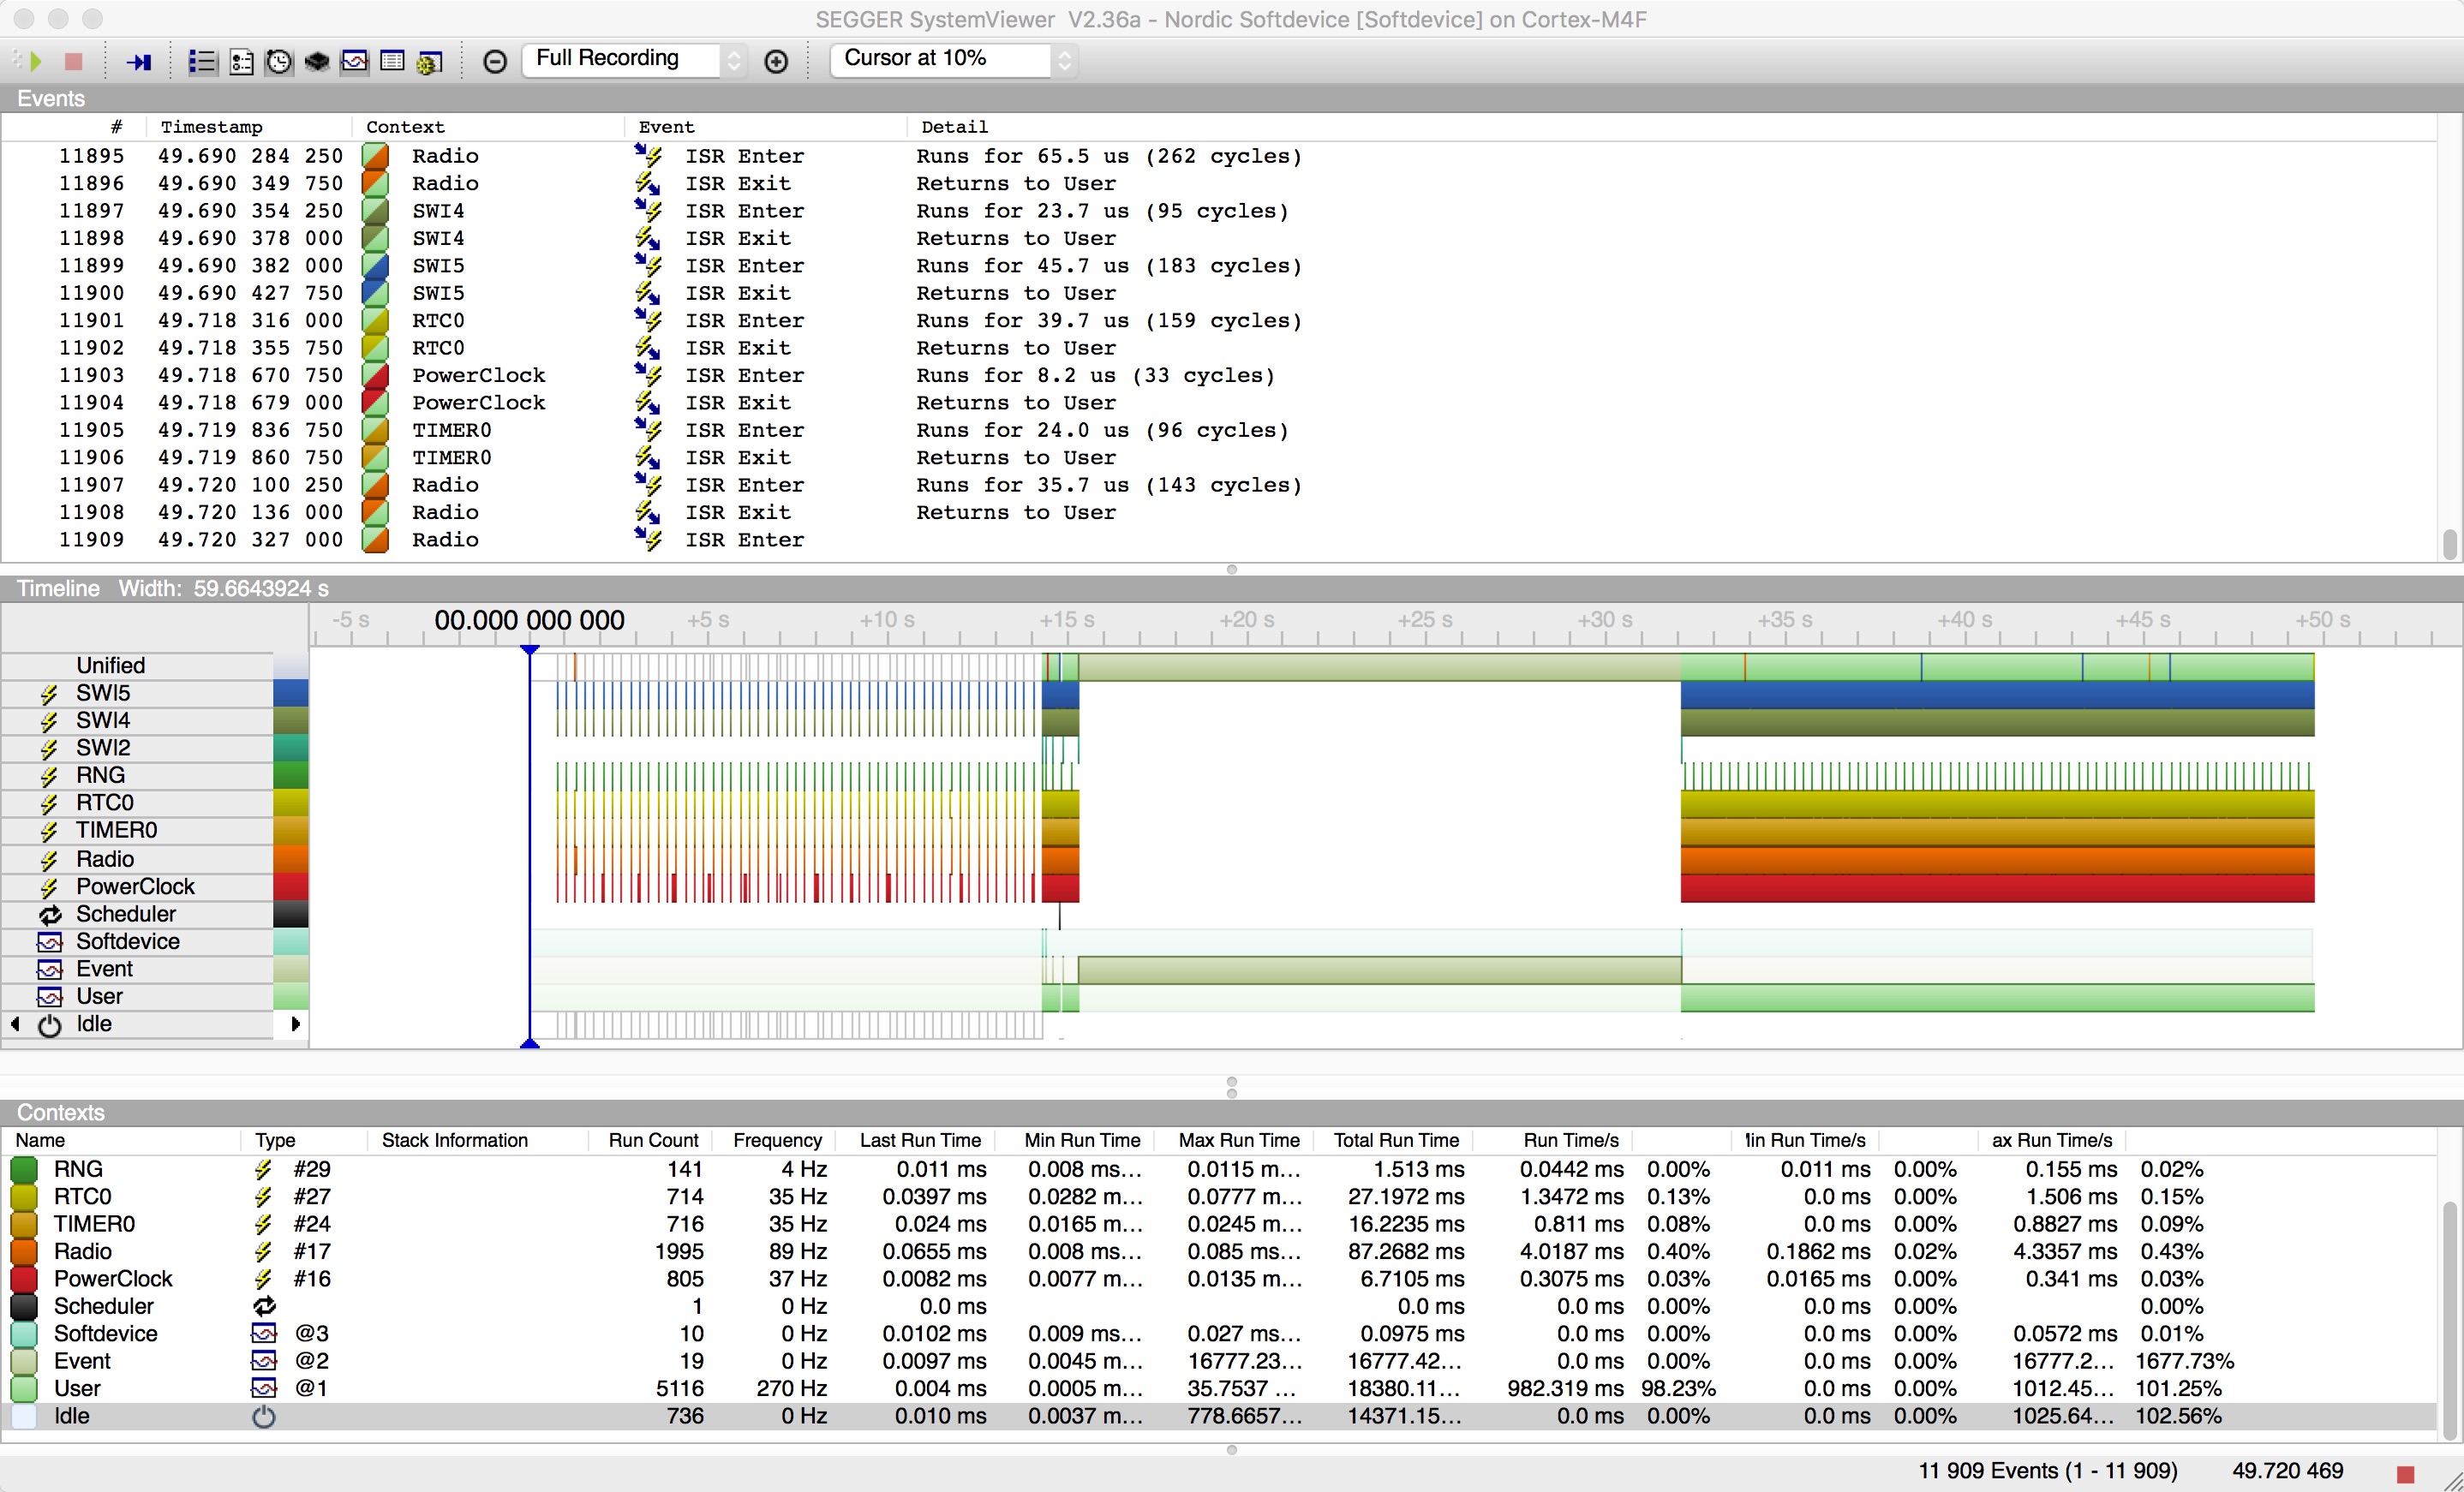 SEGGER SystemViewer V2.36a - Nordic Softdevice [Softdevice] on Cortex-M4F
Full Recording Cursor at 10%
Events
# Timestamp Context Event Detail
11895 49.690 284 250 Radio ISR Enter Runs for 65.5 us (262 cycles)
11896 49.690 349 750 Radio ISR Exit Returns to User
11897 49.690 354 250 SWI4 ISR Enter Runs for 23.7 us (95 cycles)
11898 49.690 378 000 SWI4 ISR Exit Returns to User
11899 49.690 382 000 SWI5 ISR Enter Runs for 45.7 us (183 cycles)
11900 49.690 427 750 SWI5 ISR Exit Returns to User
11901 49.718 316 000 RTC0 ISR Enter Runs for 39.7 us (159 cycles)
11902 49.718 355 750 RTC0 ISR Exit Returns to User
11903 49.718 670 750 PowerClock ISR Enter Runs for 8.2 us (33 cycles)
11904 49.718 679 000 PowerClock ISR Exit Returns to User
11905 49.719 836 750 TIMER0 ISR Enter Runs for 24.0 us (96 cycles)
11906 49.719 860 750 TIMER0 ISR Exit Returns to User
11907 49.720 100 250 Radio ISR Enter Runs for 35.7 us (143 cycles)
11908 49.720 136 000 Radio ISR Exit Returns to User
11909 49.720 327 000 Radio ISR Enter
Timeline Width: 59.6643924 s
-5 s 00.000 000 000 +5 s +10 s +15 s +20 s +25 s +30 s +35 s +40 s +45 s +50 s
Unified
SWI5
SWI4
SWI2
RNG
RTC0
TIMER0
Radio
PowerClock
Scheduler
Softdevice
Event
User
Idle
Contexts
Name Type Stack Information Run Count Frequency Last Run Time Min Run Time Max Run Time Total Run Time Run Time/s lin Run Time/s ax Run Time/s
RNG #29 141 4 Hz 0.011 ms 0.008 ms... 0.0115 m... 1.513 ms 0.0442 ms 0.00% 0.011 ms 0.00% 0.155 ms 0.02%
RTC0 #27 714 35 Hz 0.0397 ms 0.0282 m... 0.0777 m... 27.1972 ms 1.3472 ms 0.13% 0.0 ms 0.00% 1.506 ms 0.15%
TIMER0 #24 716 35 Hz 0.024 ms 0.0165 m... 0.0245 m... 16.2235 ms 0.811 ms 0.08% 0.0 ms 0.00% 0.8827 ms 0.09%
Radio #17 1995 89 Hz 0.0655 ms 0.008 ms... 0.085 ms... 87.2682 ms 4.0187 ms 0.40% 0.1862 ms 0.02% 4.3357 ms 0.43%
PowerClock #16 805 37 Hz 0.0082 ms 0.0077 m... 0.0135 m... 6.7105 ms 0.3075 ms 0.03% 0.0165 ms 0.00% 0.341 ms 0.03%
Scheduler 1 0 Hz 0.0 ms 0.0 ms 0.0 ms 0.00% 0.0 ms 0.00% 0.00%
Softdevice @3 10 0 Hz 0.0102 ms 0.009 ms... 0.027 ms... 0.0975 ms 0.0 ms 0.00% 0.0 ms 0.00% 0.0572 ms 0.01%
Event @2 19 0 Hz 0.0097 ms 0.0045 m... 16777.23... 16777.42... 0.0 ms 0.00% 0.0 ms 0.00% 16777.2... 1677.73%
User @1 5116 270 Hz 0.004 ms 0.0005 m... 35.7537 ... 18380.11... 982.319 ms 98.23% 0.0 ms 0.00% 1012.45... 101.25%
Idle 736 0 Hz 0.010 ms 0.0037 m... 778.6657... 14371.15... 0.0 ms 0.00% 0.0 ms 0.00% 1025.64... 102.56%
11 909 Events (1 - 11 909) 49.720 469